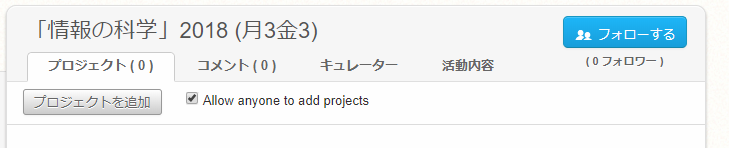 「情報の科学」2018 (月3金3)
フォローする
( 0 フォロワー )
プロジェクト ( 0 ) コメント ( 0 ) キュレーター 活動内容
プロジェクトを追加 Allow anyone to add projects